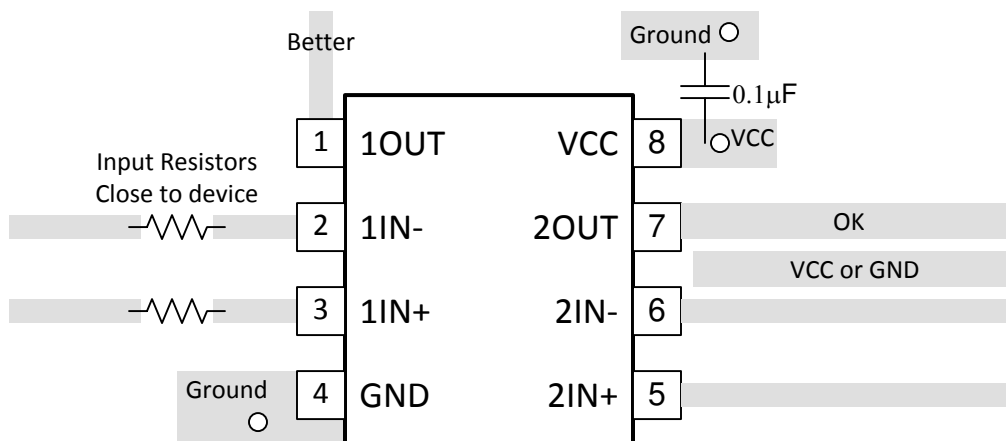 Better
Ground
0.1μF
1 1OUT VCC 8 VCC
Input Resistors
Close to device
2 1IN- 2OUT 7 OK
VCC or GND
3 1IN+ 2IN- 6
Ground
4 GND 2IN+ 5